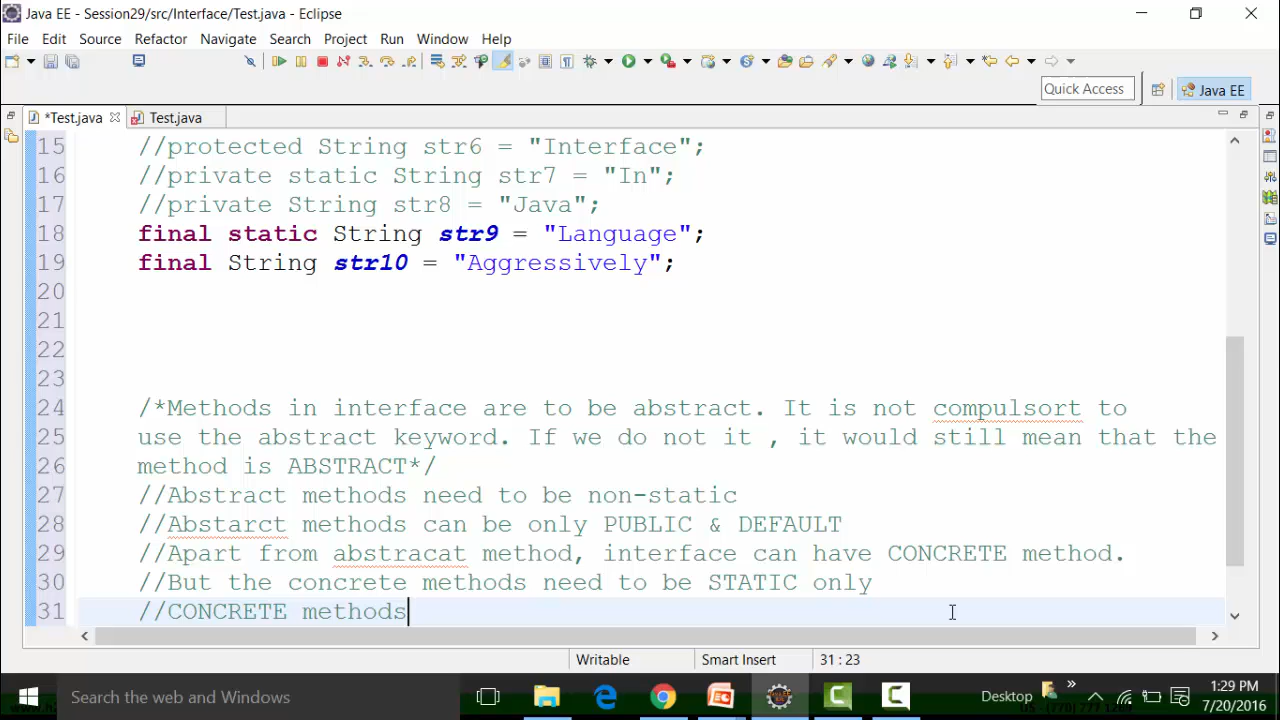 Java EE - Session29/src/Interface/Test.java - Eclipse
File Edit Source Refactor Navigate Search Project Run Window Help
Quick Access Java EE
*Test.java Test.java
15 //protected String str6 = "Interface";
16 //private static String str7 = "In";
17 //private String str8 = "Java";
18 final static String str9 = "Language";
19 final String str10 = "Aggressively";
20
21
22
23
24 /*Methods in interface are to be abstract. It is not compulsort to
25 use the abstract keyword. If we do not it , it would still mean that the
26 method is ABSTRACT*/
27 //Abstract methods need to be non-static
28 //Abstarct methods can be only PUBLIC & DEFAULT
29 //Apart from abstracat method, interface can have CONCRETE method.
30 //But the concrete methods need to be STATIC only
31 //CONCRETE methods
Writable Smart Insert 31 : 23
Search the web and Windows Desktop 1:29 PM
7/20/2016